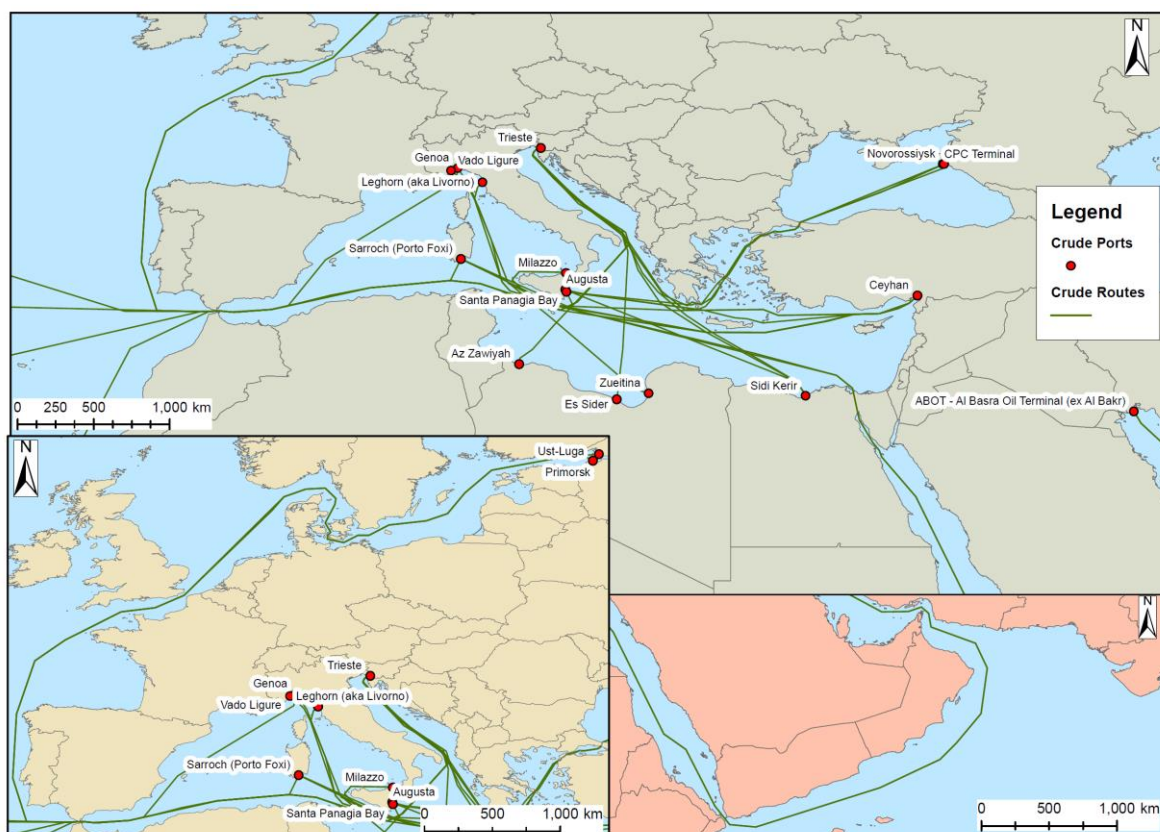 N
Trieste
Genoa
Vado Ligure
Novorossiysk CPC Terminal
Leghorn (aka Livorno)
Legend
Crude Ports
Crude Routes
Sarroch (Porto Foxi)
Milazzo
Augusta
Santa Panagia Bay
Ceyhan
Az Zawiyah
Zueitina
Es Sider
Sidi Kerir
ABOT - Al Basra Oil Terminal (ex Al Bakr)
0 250 500 1,000 km
N
Ust-Luga
Primorsk
Trieste
Genoa
Leghorn (aka Livorno)
Vado Ligure
Sarroch (Porto Foxi)
Milazzo
Augusta
Santa Panagia Bay
0 500 1,000 km
N
0 500 1,000 km